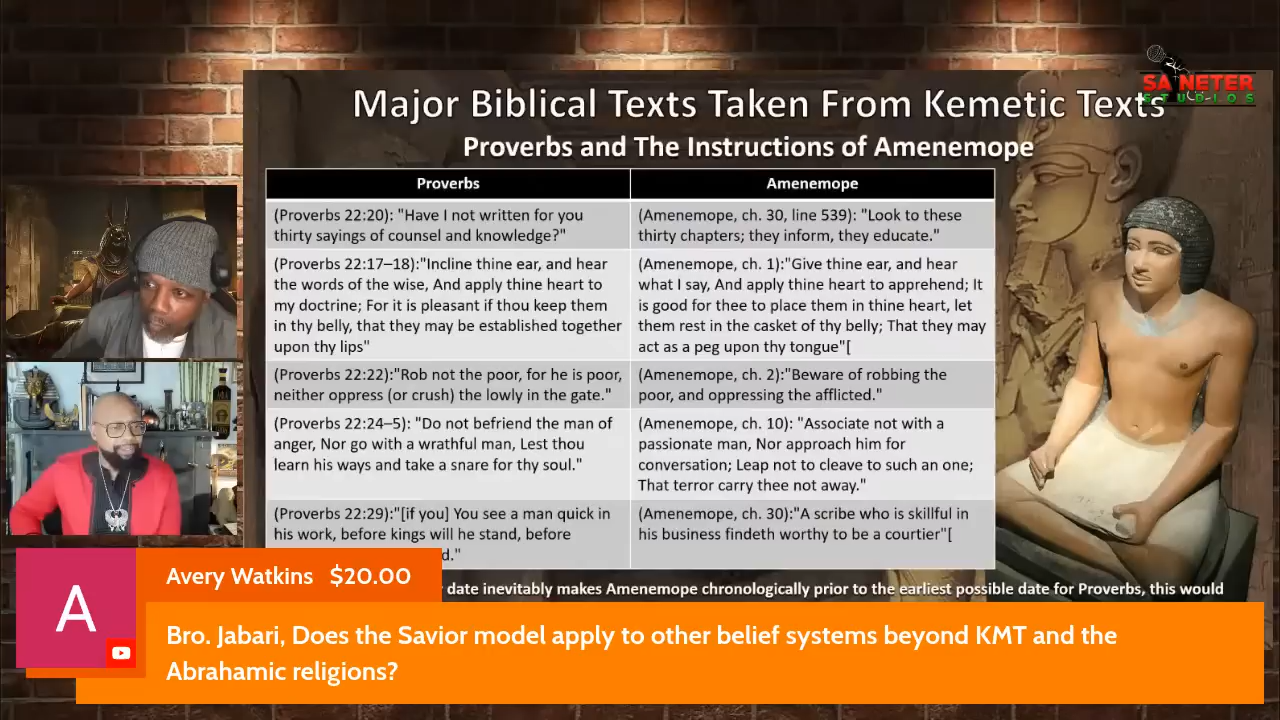 SANETER
STUDIOS
Major Biblical Texts Taken From Kemetic Texts
Proverbs and The Instructions of Amenemope
Proverbs
Amenemope
(Proverbs 22:20): "Have I not written for you
thirty sayings of counsel and knowledge?"
(Amenemope, ch. 30, line 539): "Look to these
thirty chapters; they inform, they educate."
(Proverbs 22:17–18):"Incline thine ear, and hear
the words of the wise, And apply thine heart to
my doctrine; For it is pleasant if thou keep them
in thy belly, that they may be established together
upon thy lips"
(Amenemope, ch. 1):"Give thine ear, and hear
what I say, And apply thine heart to apprehend; It
is good for thee to place them in thine heart, let
them rest in the casket of thy belly; That they may
act as a peg upon thy tongue"[
(Proverbs 22:22):"Rob not the poor, for he is poor,
neither oppress (or crush) the lowly in the gate."
(Amenemope, ch. 2):"Beware of robbing the
poor, and oppressing the afflicted."
(Proverbs 22:24–5): "Do not befriend the man of
anger, Nor go with a wrathful man, Lest thou
learn his ways and take a snare for thy soul."
(Amenemope, ch. 10): "Associate not with a
passionate man, Nor approach him for
conversation; Leap not to cleave to such an one;
That terror carry thee not away."
(Proverbs 22:29):"[if you] You see a man quick in
his work, before kings will he stand, before
d."
(Amenemope, ch. 30):"A scribe who is skillful in
his business findeth worthy to be a courtier"[
date inevitably makes Amenemope chronologically prior to the earliest possible date for Proverbs, this would
A
Avery Watkins $20.00
Bro. Jabari, Does the Savior model apply to other belief systems beyond KMT and the
Abrahamic religions?